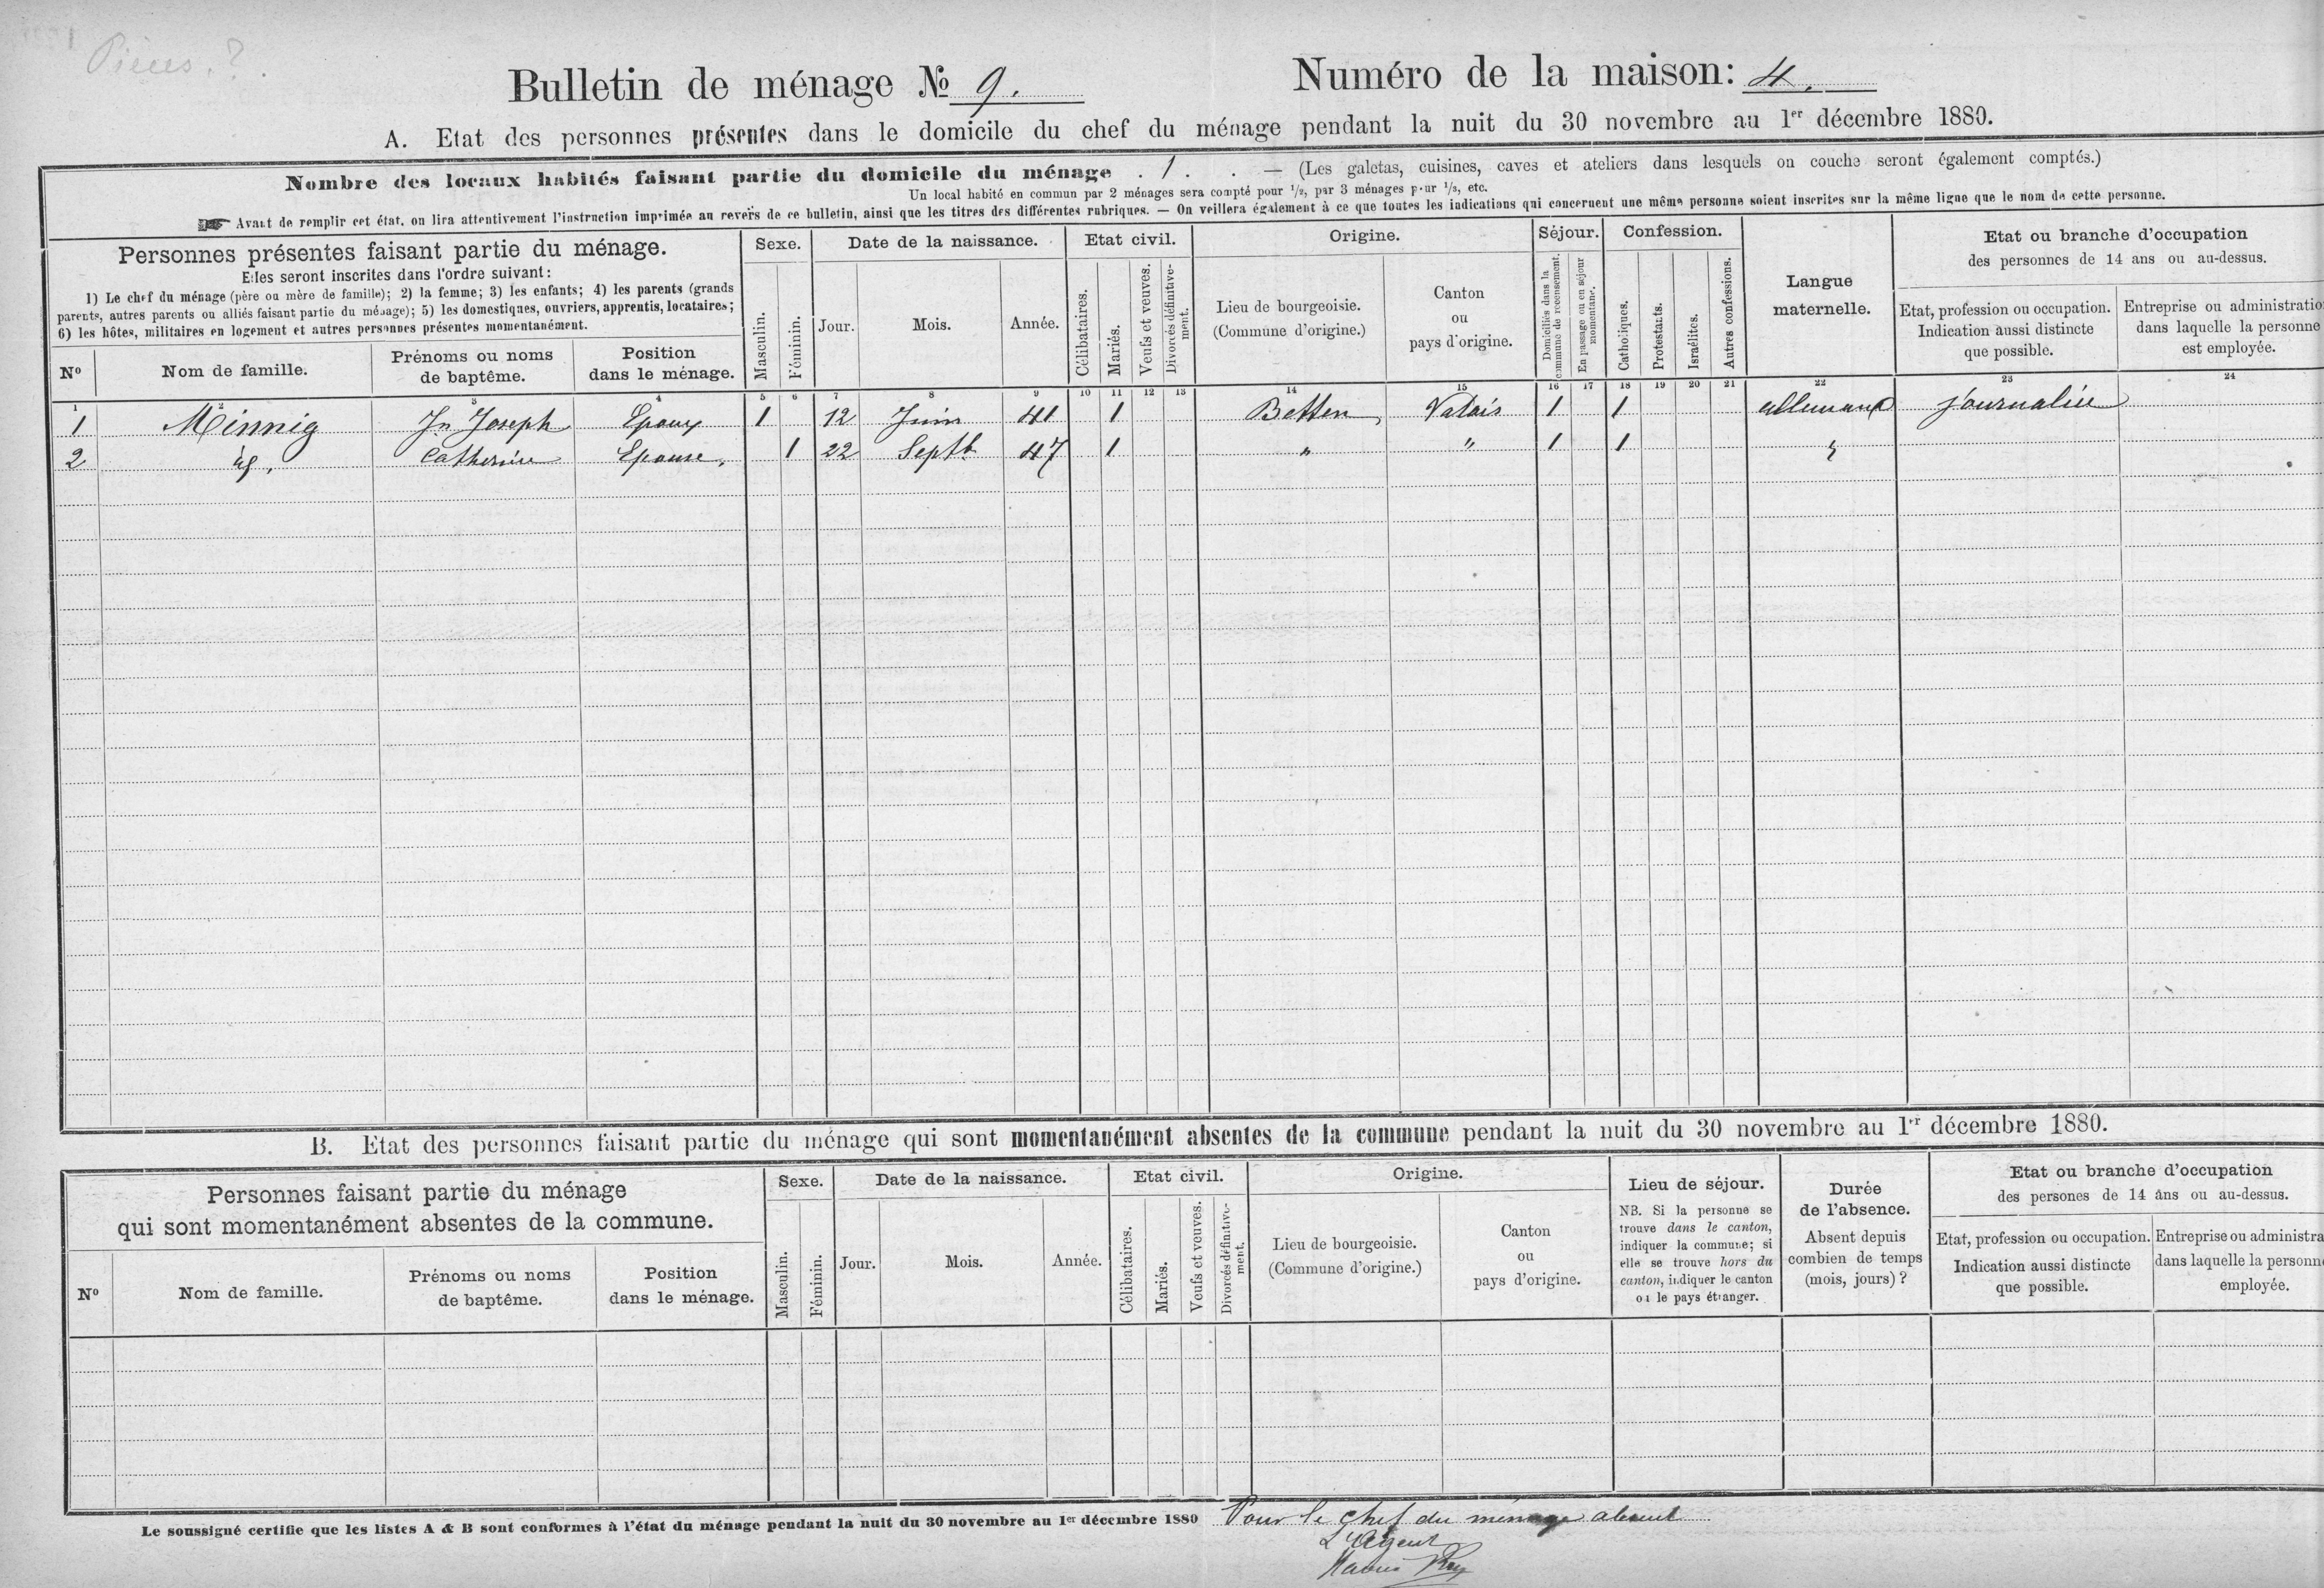 Pièces ?
Bulletin de ménage № 9. Numéro de la maison: 4.
A. Etat des personnes présentes dans le domicile du chef du ménage pendant la nuit du 30 novembre au 1er décembre 1880.
Nombre des locaux habités faisant partie du domicile du ménage . 1 . . — (Les galetas, cuisines, caves et ateliers dans lesquels on couche seront également comptés.)
Un local habité en commun par 2 ménages sera compté pour 1/2, par 3 ménages pour 1/3, etc.
☞ Avant de remplir cet état, on lira attentivement l'instruction imprimée au revers de ce bulletin, ainsi que les titres des différentes rubriques. — On veillera également à ce que toutes les indications qui concernent une même personne soient inscrites sur la même ligne que le nom de cette personne.
Personnes présentes faisant partie du ménage.
Elles seront inscrites dans l'ordre suivant:
1) Le chef du ménage (père ou mère de famille); 2) la femme; 3) les enfants; 4) les parents (grands
parents, autres parents ou alliés faisant partie du ménage); 5) les domestiques, ouvriers, apprentis, locataires;
6) les hôtes, militaires en logement et autres personnes présentes momentanément.
Nº Nom de famille. Prénoms ou noms de baptême. Position dans le ménage.
Sexe. Masculin. Féminin.
Date de la naissance. Jour. Mois. Année.
Etat civil. Célibataires. Mariés. Veufs et veuves. Divorcés définitivement.
Origine. Lieu de bourgeoisie. (Commune d'origine.) Canton ou pays d'origine.
Séjour. Domiciliés dans la commune de recensement. En passage ou en séjour momentané.
Confession. Catholiques. Protestants. Israélites. Autres confessions.
Langue maternelle.
Etat ou branche d'occupation
des personnes de 14 ans ou au-dessus.
Etat, profession ou occupation. Indication aussi distincte que possible.
Entreprise ou administratio dans laquelle la personne est employée.
1 2 3 4 5 6 7 8 9 10 11 12 13 14 15 16 17 18 19 20 21 22 23 24
1 Minnig Jn Joseph Epoux 1 12 Juin 41 1 Betten Valais 1 1 allemand journalier
2 id. Catherine Epouse. 1 22 Septb. 47 1 " " 1 1 "
B. Etat des personnes faisant partie du ménage qui sont momentanément absentes de la commune pendant la nuit du 30 novembre au 1er décembre 1880.
Personnes faisant partie du ménage
qui sont momentanément absentes de la commune.
Nº Nom de famille. Prénoms ou noms de baptême. Position dans le ménage.
Sexe. Masculin. Féminin.
Date de la naissance. Jour. Mois. Année.
Etat civil. Célibataires. Mariés. Veufs et veuves. Divorcés définitivement.
Origine. Lieu de bourgeoisie. (Commune d'origine.) Canton ou pays d'origine.
Lieu de séjour.
NB. Si la personne se
trouve dans le canton,
indiquer la commune; si
elle se trouve hors du
canton, indiquer le canton
ou le pays étranger.
Durée de l'absence.
Absent depuis combien de temps (mois, jours)?
Etat ou branche d'occupation
des persones de 14 ans ou au-dessus.
Etat, profession ou occupation. Indication aussi distincte que possible.
Entreprise ou administra dans laquelle la personn employée.
Le soussigné certifie que les listes A & B sont conformes à l'état du ménage pendant la nuit du 30 novembre au 1er décembre 1880 Pour le chef du ménage absent
L'Agent